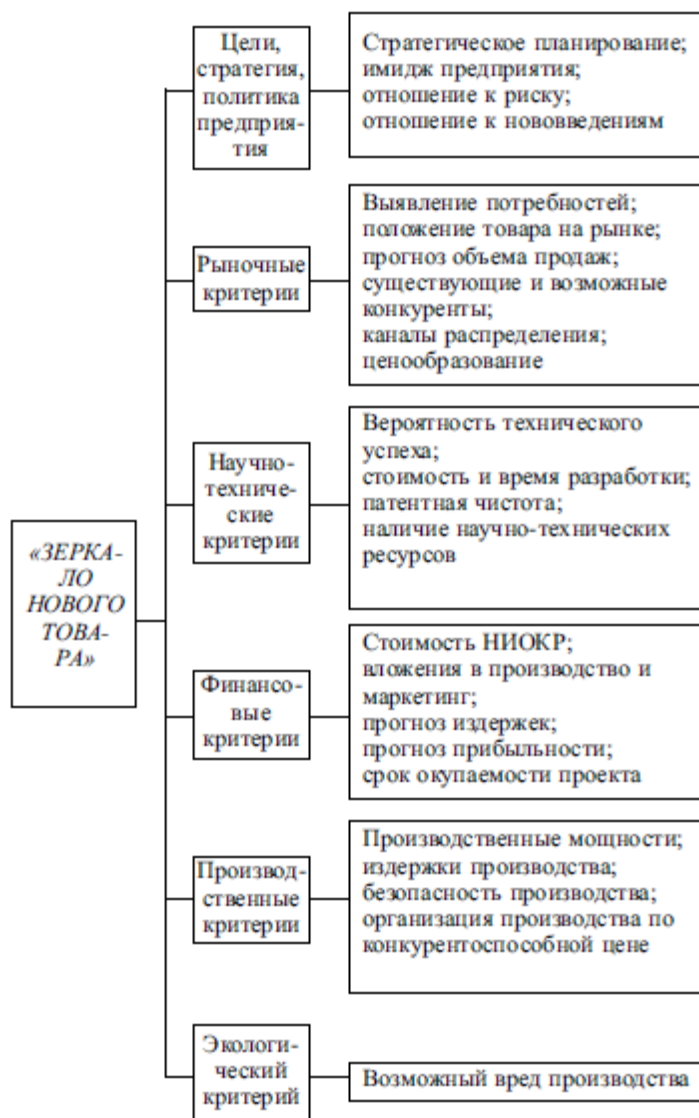 Цели,
стратегия,
политика
предприя-
тия
Стратегическое планирование;
имидж предприятия;
отношение к риску;
отношение к нововведениям
Рыночные
критерии
Выявление потребностей;
положение товара на рынке;
прогноз объема продаж;
существующие и возможные
конкуренты;
каналы распределения;
ценообразование
Научно-
техниче-
ские
критерии
Вероятность технического
успеха;
стоимость и время разработки;
патентная чистота;
наличие научно-технических
ресурсов
«ЗЕРКА-
ЛО
НОВОГО
ТОВА-
РА»
Финансо-
вые
критерии
Стоимость НИОКР;
вложения в производство и
маркетинг;
прогноз издержек;
прогноз прибыльности;
срок окупаемости проекта
Производ-
ственные
критерии
Производственные мощности;
издержки производства;
безопасность производства;
организация производства по
конкурентоспособной цене
Экологи-
ческий
критерий
Возможный вред производства